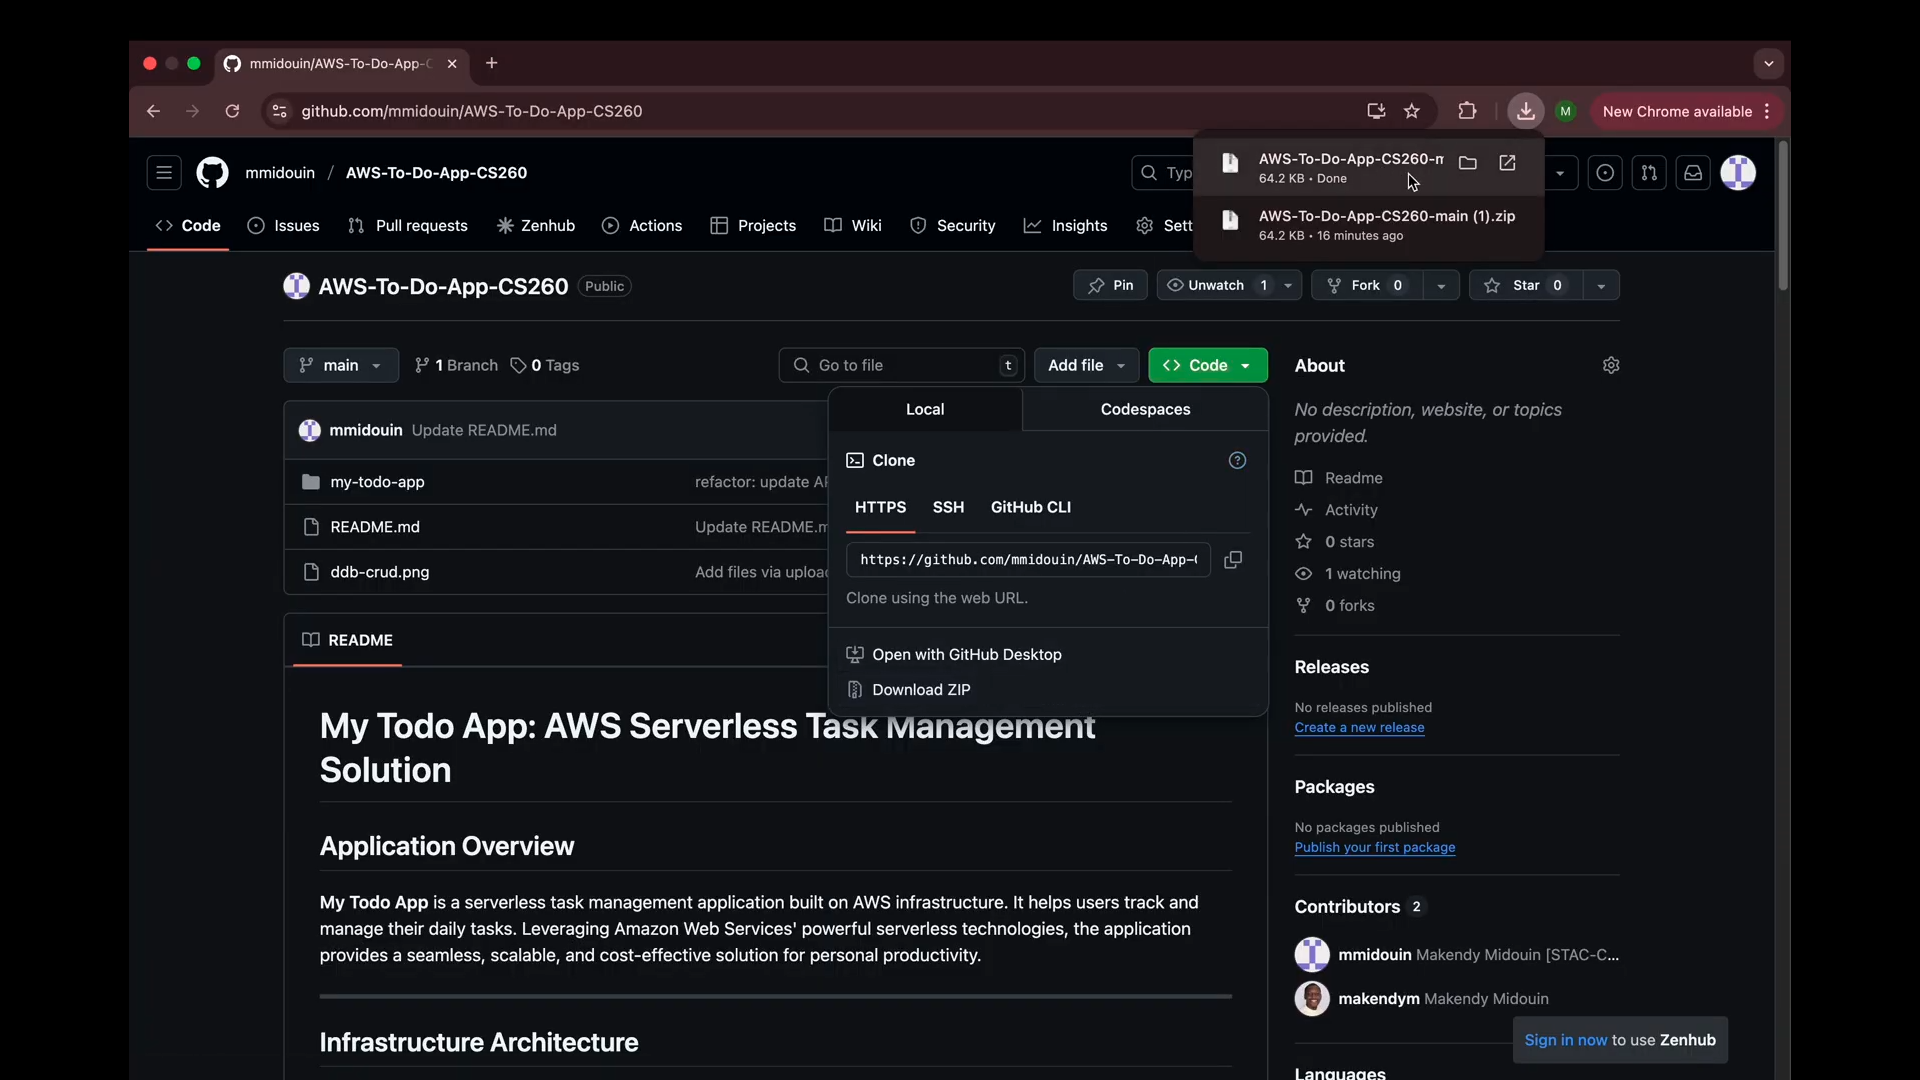 mmidouin/AWS-To-Do-App-C
github.com/mmidouin/AWS-To-Do-App-CS260
M
New Chrome available
mmidouin / AWS-To-Do-App-CS260
Typ
AWS-To-Do-App-CS260-m
64.2 KB • Done
AWS-To-Do-App-CS260-main (1).zip
64.2 KB • 16 minutes ago
Code
Issues
Pull requests
Zenhub
Actions
Projects
Wiki
Security
Insights
Sett
AWS-To-Do-App-CS260 Public
Pin
Unwatch 1
Fork 0
Star 0
main
1 Branch
0 Tags
Go to file t
Add file
Code
Local
Codespaces
Clone
HTTPS
SSH
GitHub CLI
https://github.com/mmidouin/AWS-To-Do-App-
Clone using the web URL.
Open with GitHub Desktop
Download ZIP
mmidouin Update README.md
my-todo-app refactor: update AP
README.md Update README.m
ddb-crud.png Add files via uploa
README
My Todo App: AWS Serverless Task Management
Solution
Application Overview
My Todo App is a serverless task management application built on AWS infrastructure. It helps users track and
manage their daily tasks. Leveraging Amazon Web Services' powerful serverless technologies, the application
provides a seamless, scalable, and cost-effective solution for personal productivity.
Infrastructure Architecture
About
No description, website, or topics
provided.
Readme
Activity
0 stars
1 watching
0 forks
Releases
No releases published
Create a new release
Packages
No packages published
Publish your first package
Contributors 2
mmidouin Makendy Midouin [STAC-C...
makendym Makendy Midouin
Sign in now to use Zenhub
Languages